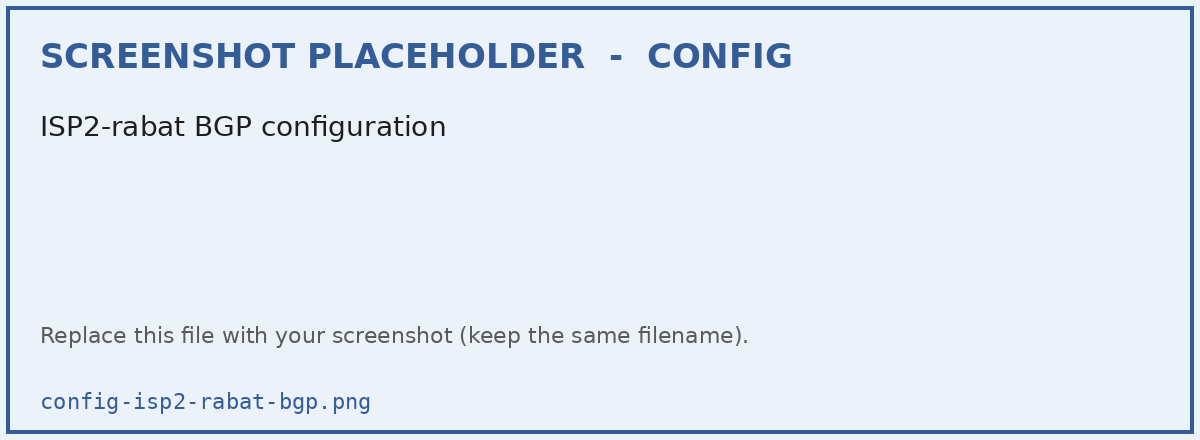 SCREENSHOT PLACEHOLDER - CONFIG
ISP2-rabat BGP configuration
Replace this file with your screenshot (keep the same filename).
config-isp2-rabat-bgp.png